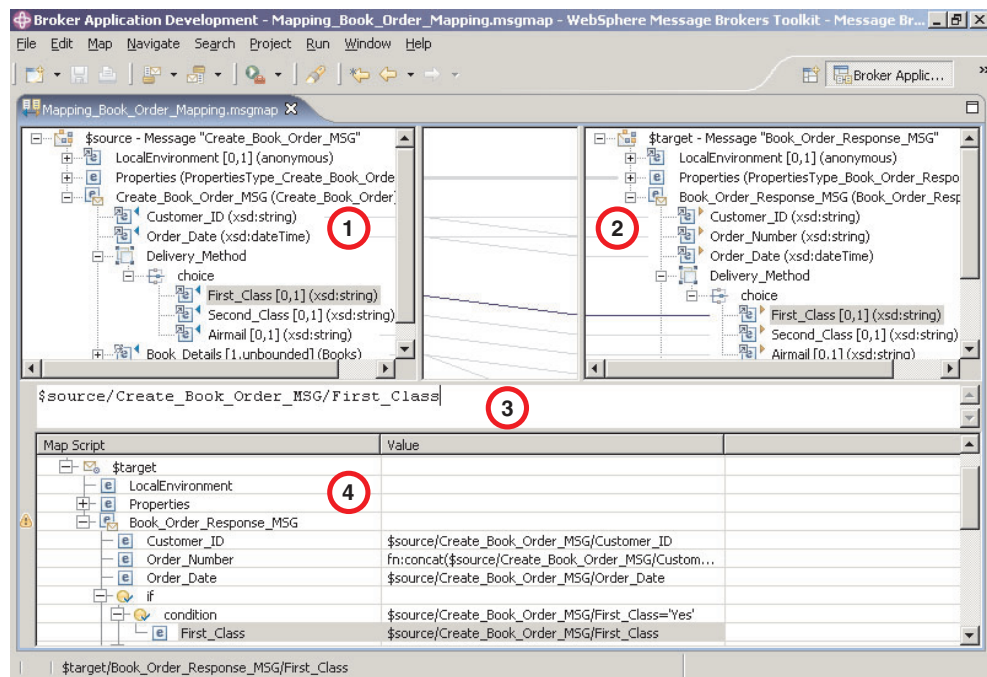 Broker Application Development - Mapping_Book_Order_Mapping.msgmap - WebSphere Message Brokers Toolkit - Message Br...
File Edit Map Navigate Search Project Run Window Help
Broker Applic...
Mapping_Book_Order_Mapping.msgmap
$source - Message "Create_Book_Order_MSG"
LocalEnvironment [0,1] (anonymous)
Properties (PropertiesType_Create_Book_Orde
Create_Book_Order_MSG (Create_Book_Order
Customer_ID (xsd:string)
Order_Date (xsd:dateTime)
Delivery_Method
choice
First_Class [0,1] (xsd:string)
Second_Class [0,1] (xsd:string)
Airmail [0,1] (xsd:string)
Book_Details [1,unbounded] (Books)
1
$target - Message "Book_Order_Response_MSG"
LocalEnvironment [0,1] (anonymous)
Properties (PropertiesType_Book_Order_Respo
Book_Order_Response_MSG (Book_Order_Resp
Customer_ID (xsd:string)
Order_Number (xsd:string)
Order_Date (xsd:dateTime)
Delivery_Method
choice
First_Class [0,1] (xsd:string)
Second_Class [0,1] (xsd:string)
Airmail [0,1] (xsd:string)
2
$source/Create_Book_Order_MSG/First_Class
3
Map Script Value
$target
LocalEnvironment
Properties
4
Book_Order_Response_MSG
Customer_ID $source/Create_Book_Order_MSG/Customer_ID
Order_Number fn:concat($source/Create_Book_Order_MSG/Custom...
Order_Date $source/Create_Book_Order_MSG/Order_Date
if
condition $source/Create_Book_Order_MSG/First_Class='Yes'
First_Class $source/Create_Book_Order_MSG/First_Class
$target/Book_Order_Response_MSG/First_Class